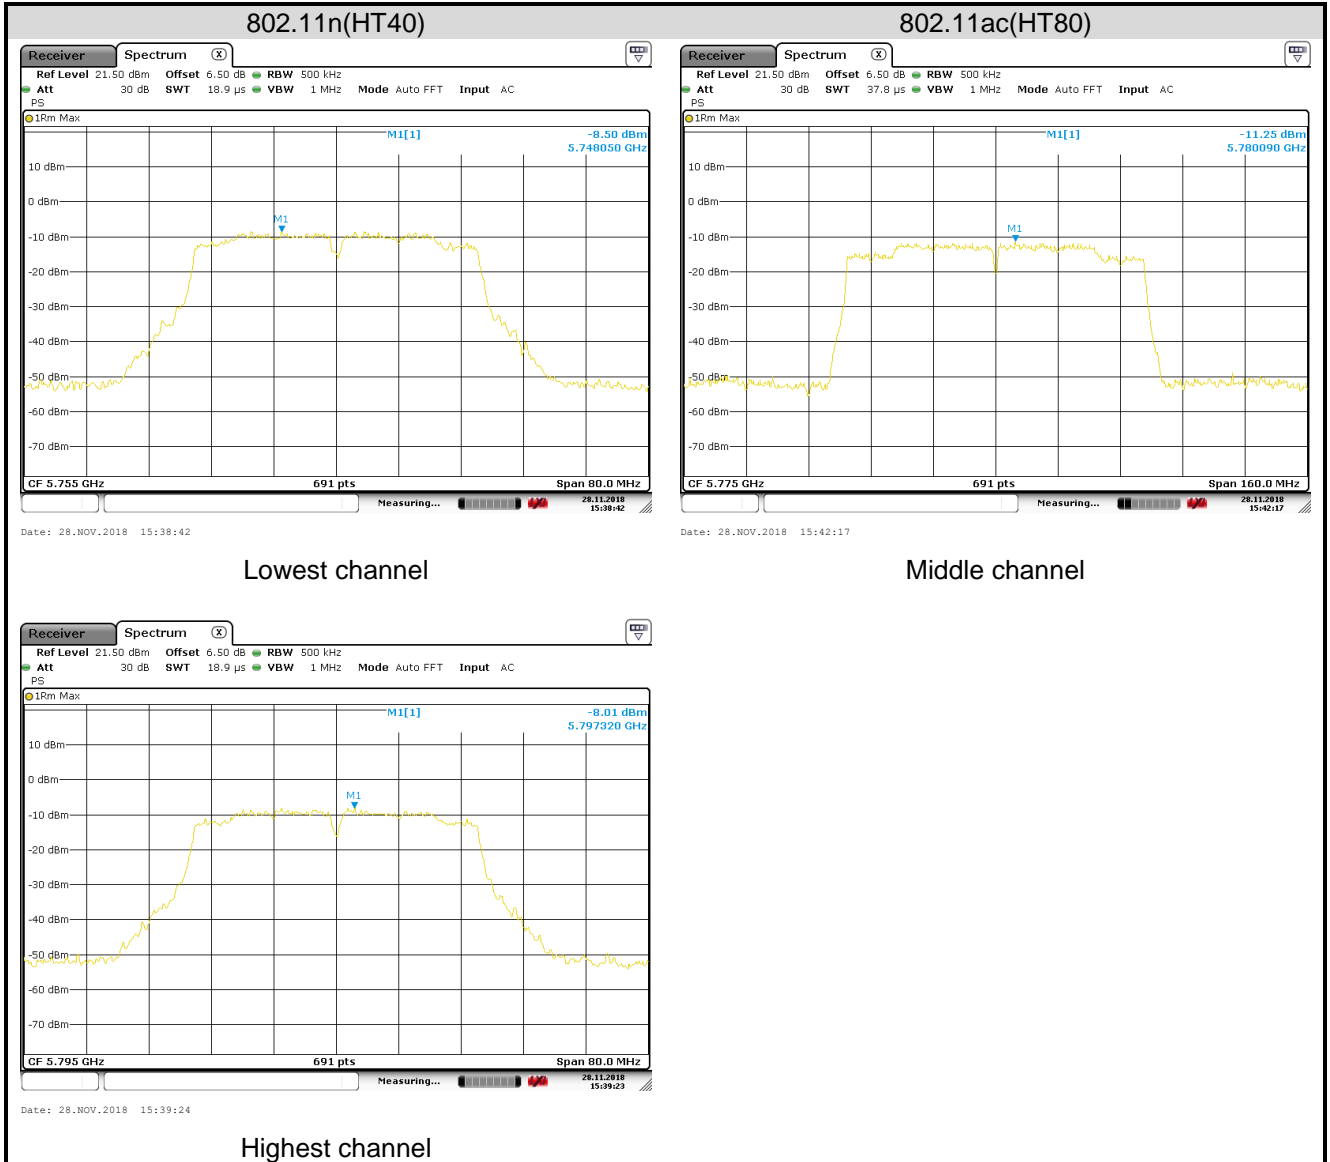 802.11n(HT40)
802.11ac(HT80)
Receiver Spectrum X
Ref Level 21.50 dBm Offset 6.50 dB RBW 500 kHz
Att 30 dB SWT 18.9 µs VBW 1 MHz Mode Auto FFT Input AC
PS
1Rm Max
M1[1] -8.50 dBm
5.748050 GHz
10 dBm
0 dBm
M1
-10 dBm
-20 dBm
-30 dBm
-40 dBm
-50 dBm
-60 dBm
-70 dBm
CF 5.755 GHz 691 pts Span 80.0 MHz
Measuring... 28.11.2018
15:38:42
Date: 28.NOV.2018 15:38:42
Lowest channel
Receiver Spectrum X
Ref Level 21.50 dBm Offset 6.50 dB RBW 500 kHz
Att 30 dB SWT 37.8 µs VBW 1 MHz Mode Auto FFT Input AC
PS
1Rm Max
M1[1] -11.25 dBm
5.780090 GHz
10 dBm
0 dBm
M1
-10 dBm
-20 dBm
-30 dBm
-40 dBm
-50 dBm
-60 dBm
-70 dBm
CF 5.775 GHz 691 pts Span 160.0 MHz
Measuring... 28.11.2018
15:42:17
Date: 28.NOV.2018 15:42:17
Middle channel
Receiver Spectrum X
Ref Level 21.50 dBm Offset 6.50 dB RBW 500 kHz
Att 30 dB SWT 18.9 µs VBW 1 MHz Mode Auto FFT Input AC
PS
1Rm Max
M1[1] -8.01 dBm
5.797320 GHz
10 dBm
0 dBm
M1
-10 dBm
-20 dBm
-30 dBm
-40 dBm
-50 dBm
-60 dBm
-70 dBm
CF 5.795 GHz 691 pts Span 80.0 MHz
Measuring... 28.11.2018
15:39:23
Date: 28.NOV.2018 15:39:24
Highest channel